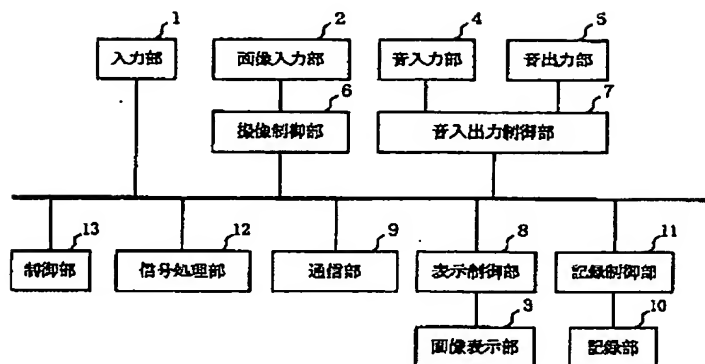 1
2
4
5
入力部
画像入力部
音入力部
音出力部
6
7
撮像制御部
音入出力制御部
13
12
9
8
11
制御部
信号処理部
通信部
表示制御部
記録制御部
3
10
画像表示部
記録部